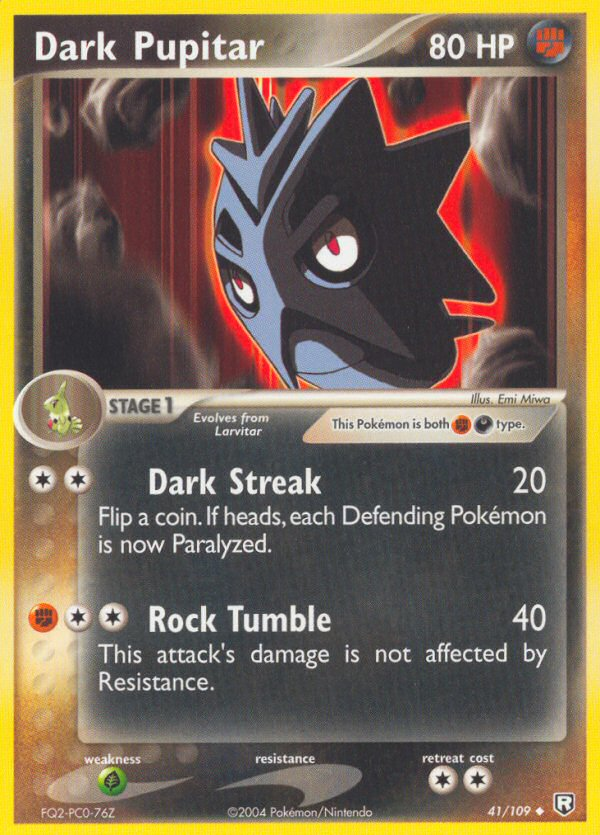 Dark Pupitar 80 HP
Illus. Emi Miwa
STAGE 1
Evolves from
Larvitar
This Pokémon is both type.
Dark Streak 20
Flip a coin. If heads, each Defending Pokémon
is now Paralyzed.
Rock Tumble 40
This attack's damage is not affected by
Resistance.
weakness resistance retreat cost
FQ2-PC0-76Z ©2004 Pokémon/Nintendo 41/109 R